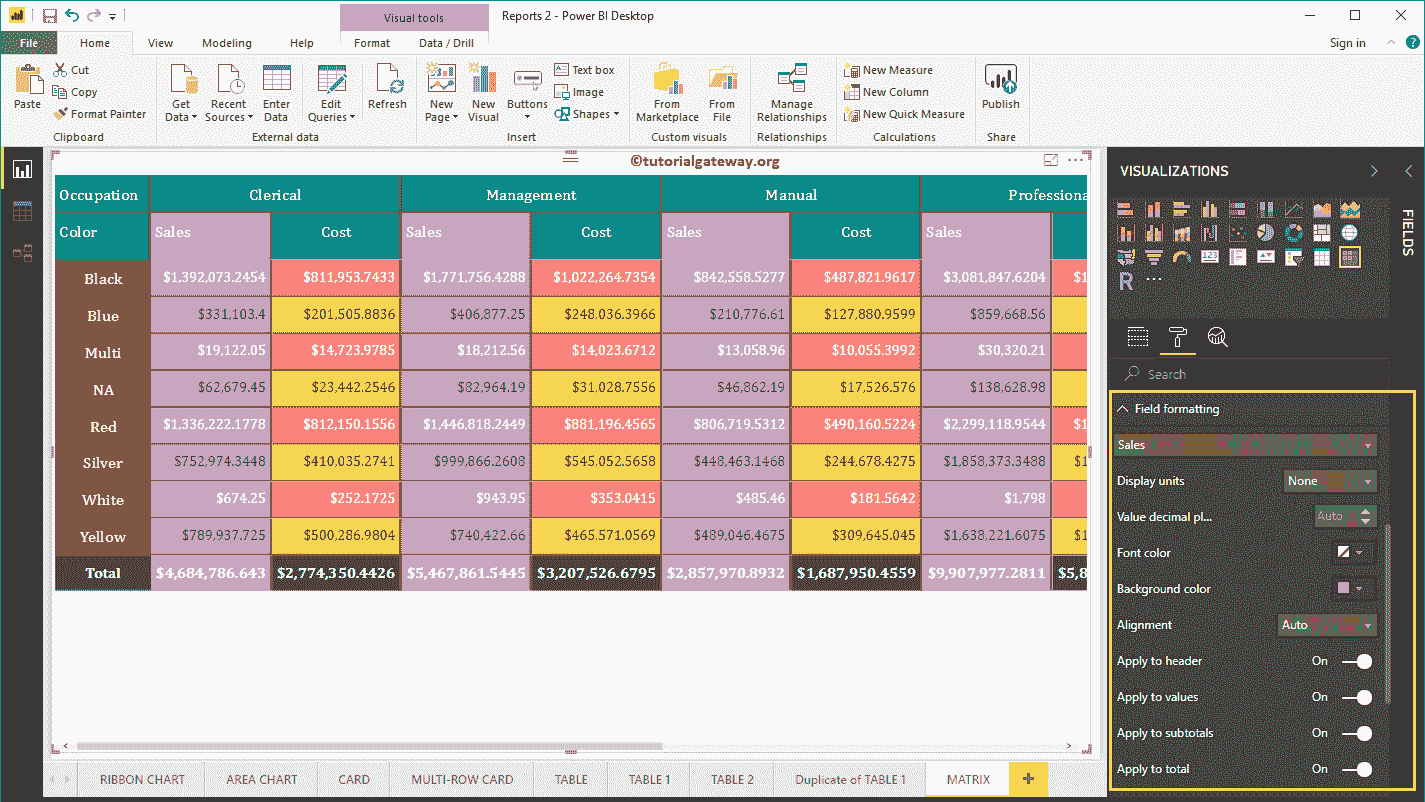 Visual tools
Reports 2 - Power BI Desktop
File
Home
View
Modeling
Help
Format
Data / Drill
Sign in
Paste
Cut
Copy
Format Painter
Clipboard
Get Data
Recent Sources
Enter Data
Edit Queries
External data
Refresh
New Page
New Visual
Buttons
Text box
Image
Shapes
Insert
From Marketplace
From File
Custom visuals
Manage Relationships
Relationships
New Measure
New Column
New Quick Measure
Calculations
Publish
Share
©tutorialgateway.org
Occupation Clerical Management Manual Professiona
Color Sales Cost Sales Cost Sales Cost Sales
Black $1,392,073.2454 $811,953.7433 $1,771,756.4288 $1,022,264.7354 $842,558.5277 $487,821.9617 $3,081,847.6204 $1
Blue $331,103.4 $201,505.8836 $406,877.25 $248,036.3966 $210,776.61 $127,880.9599 $859,668.56
Multi $19,122.05 $14,723.9785 $18,212.56 $14,023.6712 $13,058.96 $10,055.3992 $30,320.21
NA $62,679.45 $23,442.2546 $82,964.19 $31,028.7556 $46,862.19 $17,526.576 $138,628.98
Red $1,336,222.1778 $812,150.1556 $1,446,818.2449 $881,196.4565 $806,719.5312 $490,160.5224 $2,299,118.9544 $1
Silver $752,974.3448 $410,035.2741 $999,866.2608 $545,052.5658 $448,463.1468 $244,678.4275 $1,858,373.3488 $1
White $674.25 $252.1725 $943.95 $353.0415 $485.46 $181.5642 $1,798
Yellow $789,937.725 $500,286.9804 $740,422.66 $465,571.0569 $489,046.4675 $309,645.045 $1,638,221.6075 $1
Total $4,684,786.643 $2,774,350.4426 $5,467,861.5445 $3,207,526.6795 $2,857,970.8932 $1,687,950.4559 $9,907,977.2811 $5,8
VISUALIZATIONS
FIELDS
123
R
Search
Field formatting
Sales
Display units None
Value decimal pl... Auto
Font color
Background color
Alignment Auto
Apply to header On
Apply to values On
Apply to subtotals On
Apply to total On
RIBBON CHART
AREA CHART
CARD
MULTI-ROW CARD
TABLE
TABLE 1
TABLE 2
Duplicate of TABLE 1
MATRIX